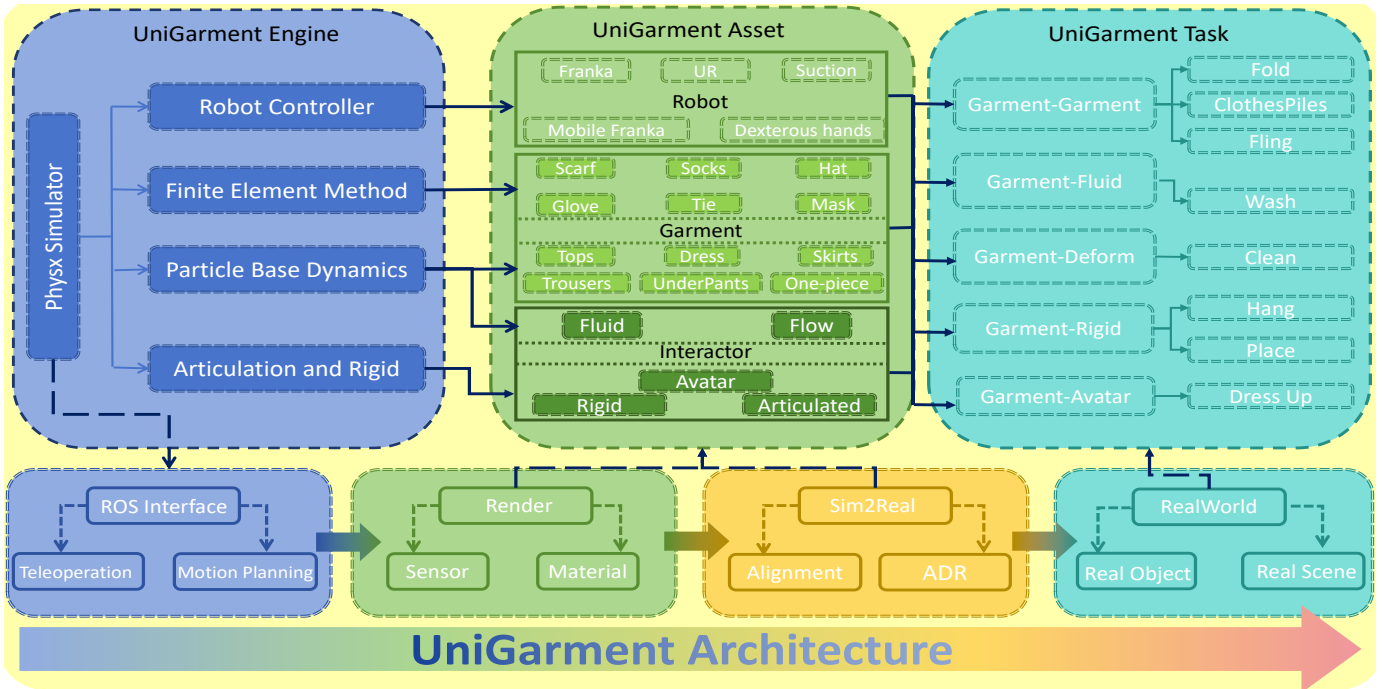 UniGarment Engine
Physx Simulator
Robot Controller
Finite Element Method
Particle Base Dynamics
Articulation and Rigid
UniGarment Asset
Franka UR Suction
Robot
Mobile Franka Dexterous hands
Scarf Socks Hat
Glove Tie Mask
Garment
Tops Dress Skirts
Trousers UnderPants One-piece
Fluid Flow
Interactor
Avatar
Rigid Articulated
UniGarment Task
Garment-Garment
Fold
ClothesPiles
Fling
Garment-Fluid
Wash
Garment-Deform
Clean
Garment-Rigid
Hang
Place
Garment-Avatar
Dress Up
ROS Interface
Teleoperation Motion Planning
Render
Sensor Material
Sim2Real
Alignment ADR
RealWorld
Real Object Real Scene
UniGarment Architecture